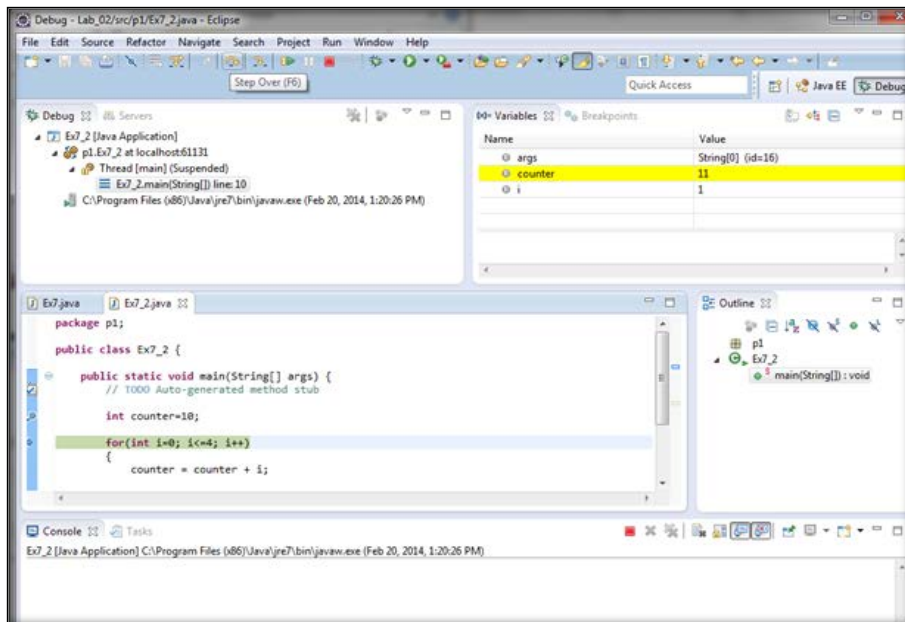 Debug - Lab_02/src/p1/Ex7_2.java - Eclipse
File Edit Source Refactor Navigate Search Project Run Window Help
Step Over (F6)
Quick Access
Java EE
Debug
Debug
Servers
Ex7_2 [Java Application]
p1.Ex7_2 at localhost:61131
Thread [main] (Suspended)
Ex7_2.main(String[]) line: 10
C:\Program Files (x86)\Java\jre7\bin\javaw.exe (Feb 20, 2014, 1:20:26 PM)
(x)= Variables
Breakpoints
Name Value
args String[0] (id=16)
counter 11
i 1
Ex7.java
Ex7_2.java
package p1;
public class Ex7_2 {
public static void main(String[] args) {
// TODO Auto-generated method stub
int counter=10;
for(int i=0; i<=4; i++)
{
counter = counter + i;
Outline
p1
Ex7_2
main(String[]) : void
Console
Tasks
Ex7_2 [Java Application] C:\Program Files (x86)\Java\jre7\bin\javaw.exe (Feb 20, 2014, 1:20:26 PM)